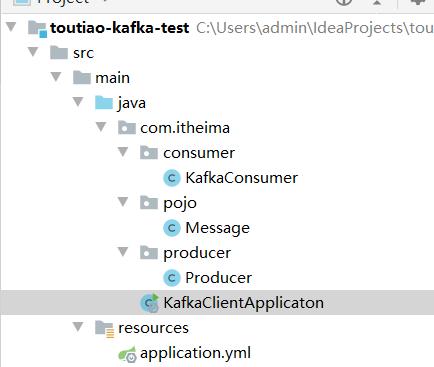 Project
toutiao-kafka-test C:\Users\admin\IdeaProjects\tou
src
main
java
com.itheima
consumer
KafkaConsumer
pojo
Message
producer
Producer
KafkaClientApplicaton
resources
application.yml